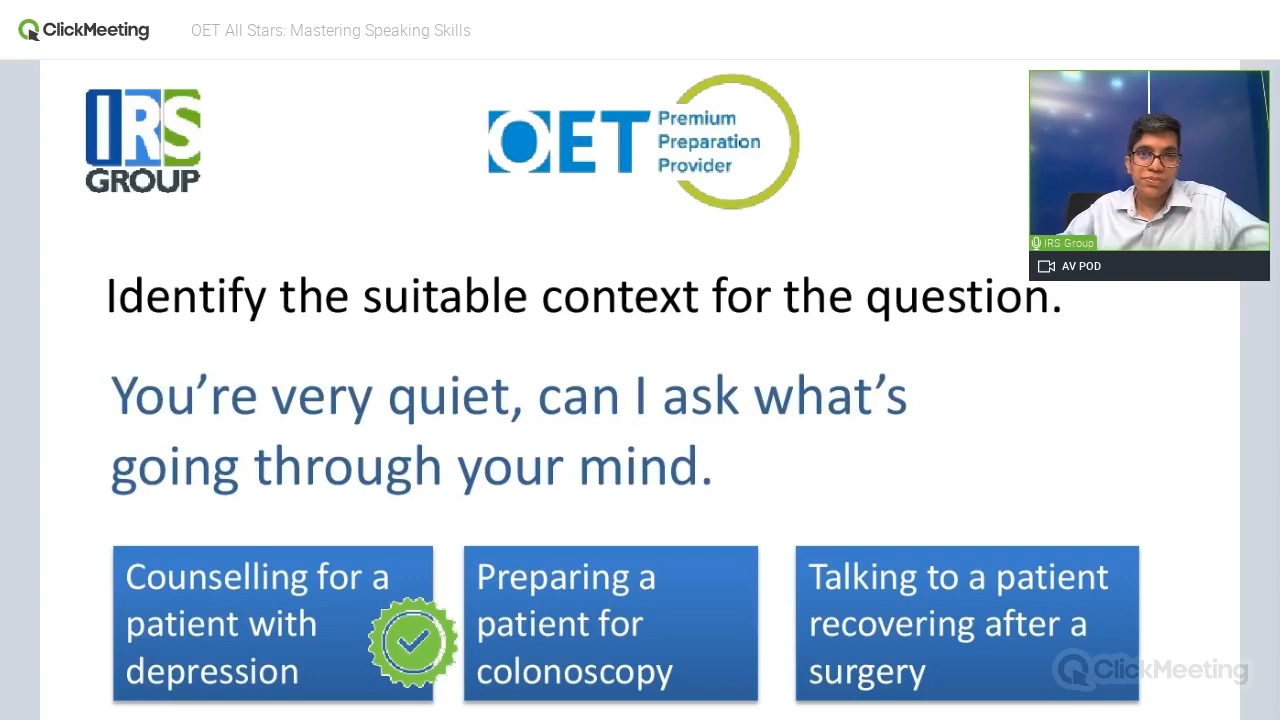 ClickMeeting
OET All Stars: Mastering Speaking Skills
IRS
GROUP
OET
Premium
Preparation
Provider
IRS Group
AV POD
Identify the suitable context for the question.
You’re very quiet, can I ask what’s
going through your mind.
Counselling for a
patient with
depression
Preparing a
patient for
colonoscopy
Talking to a patient
recovering after a
surgery
ClickMeeting